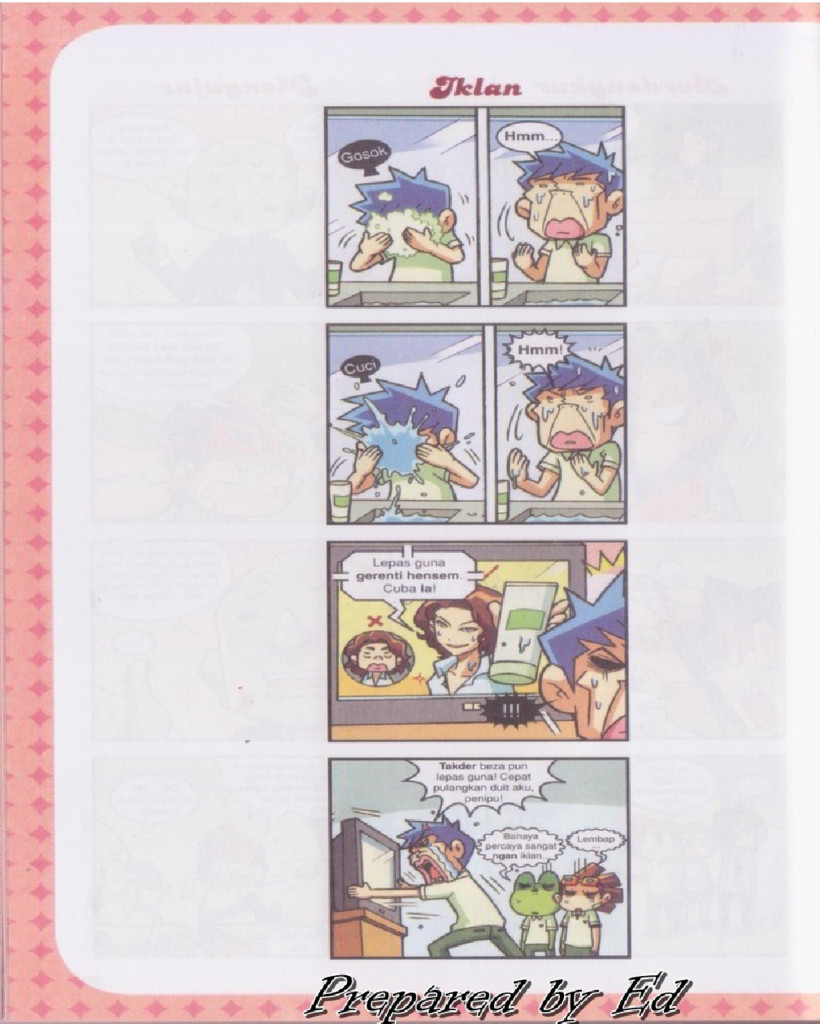 Iklan
Gosok
Hmm...
Cuci
Hmm!
Lepas guna
gerenti hensem.
Cuba la!
!!!
Takder beza pun
lepas guna! Cepat
pulangkan duit aku,
penipu!
Bahaya
percaya sangat
ngan iklan...
Lembap
...
Prepared by Ed